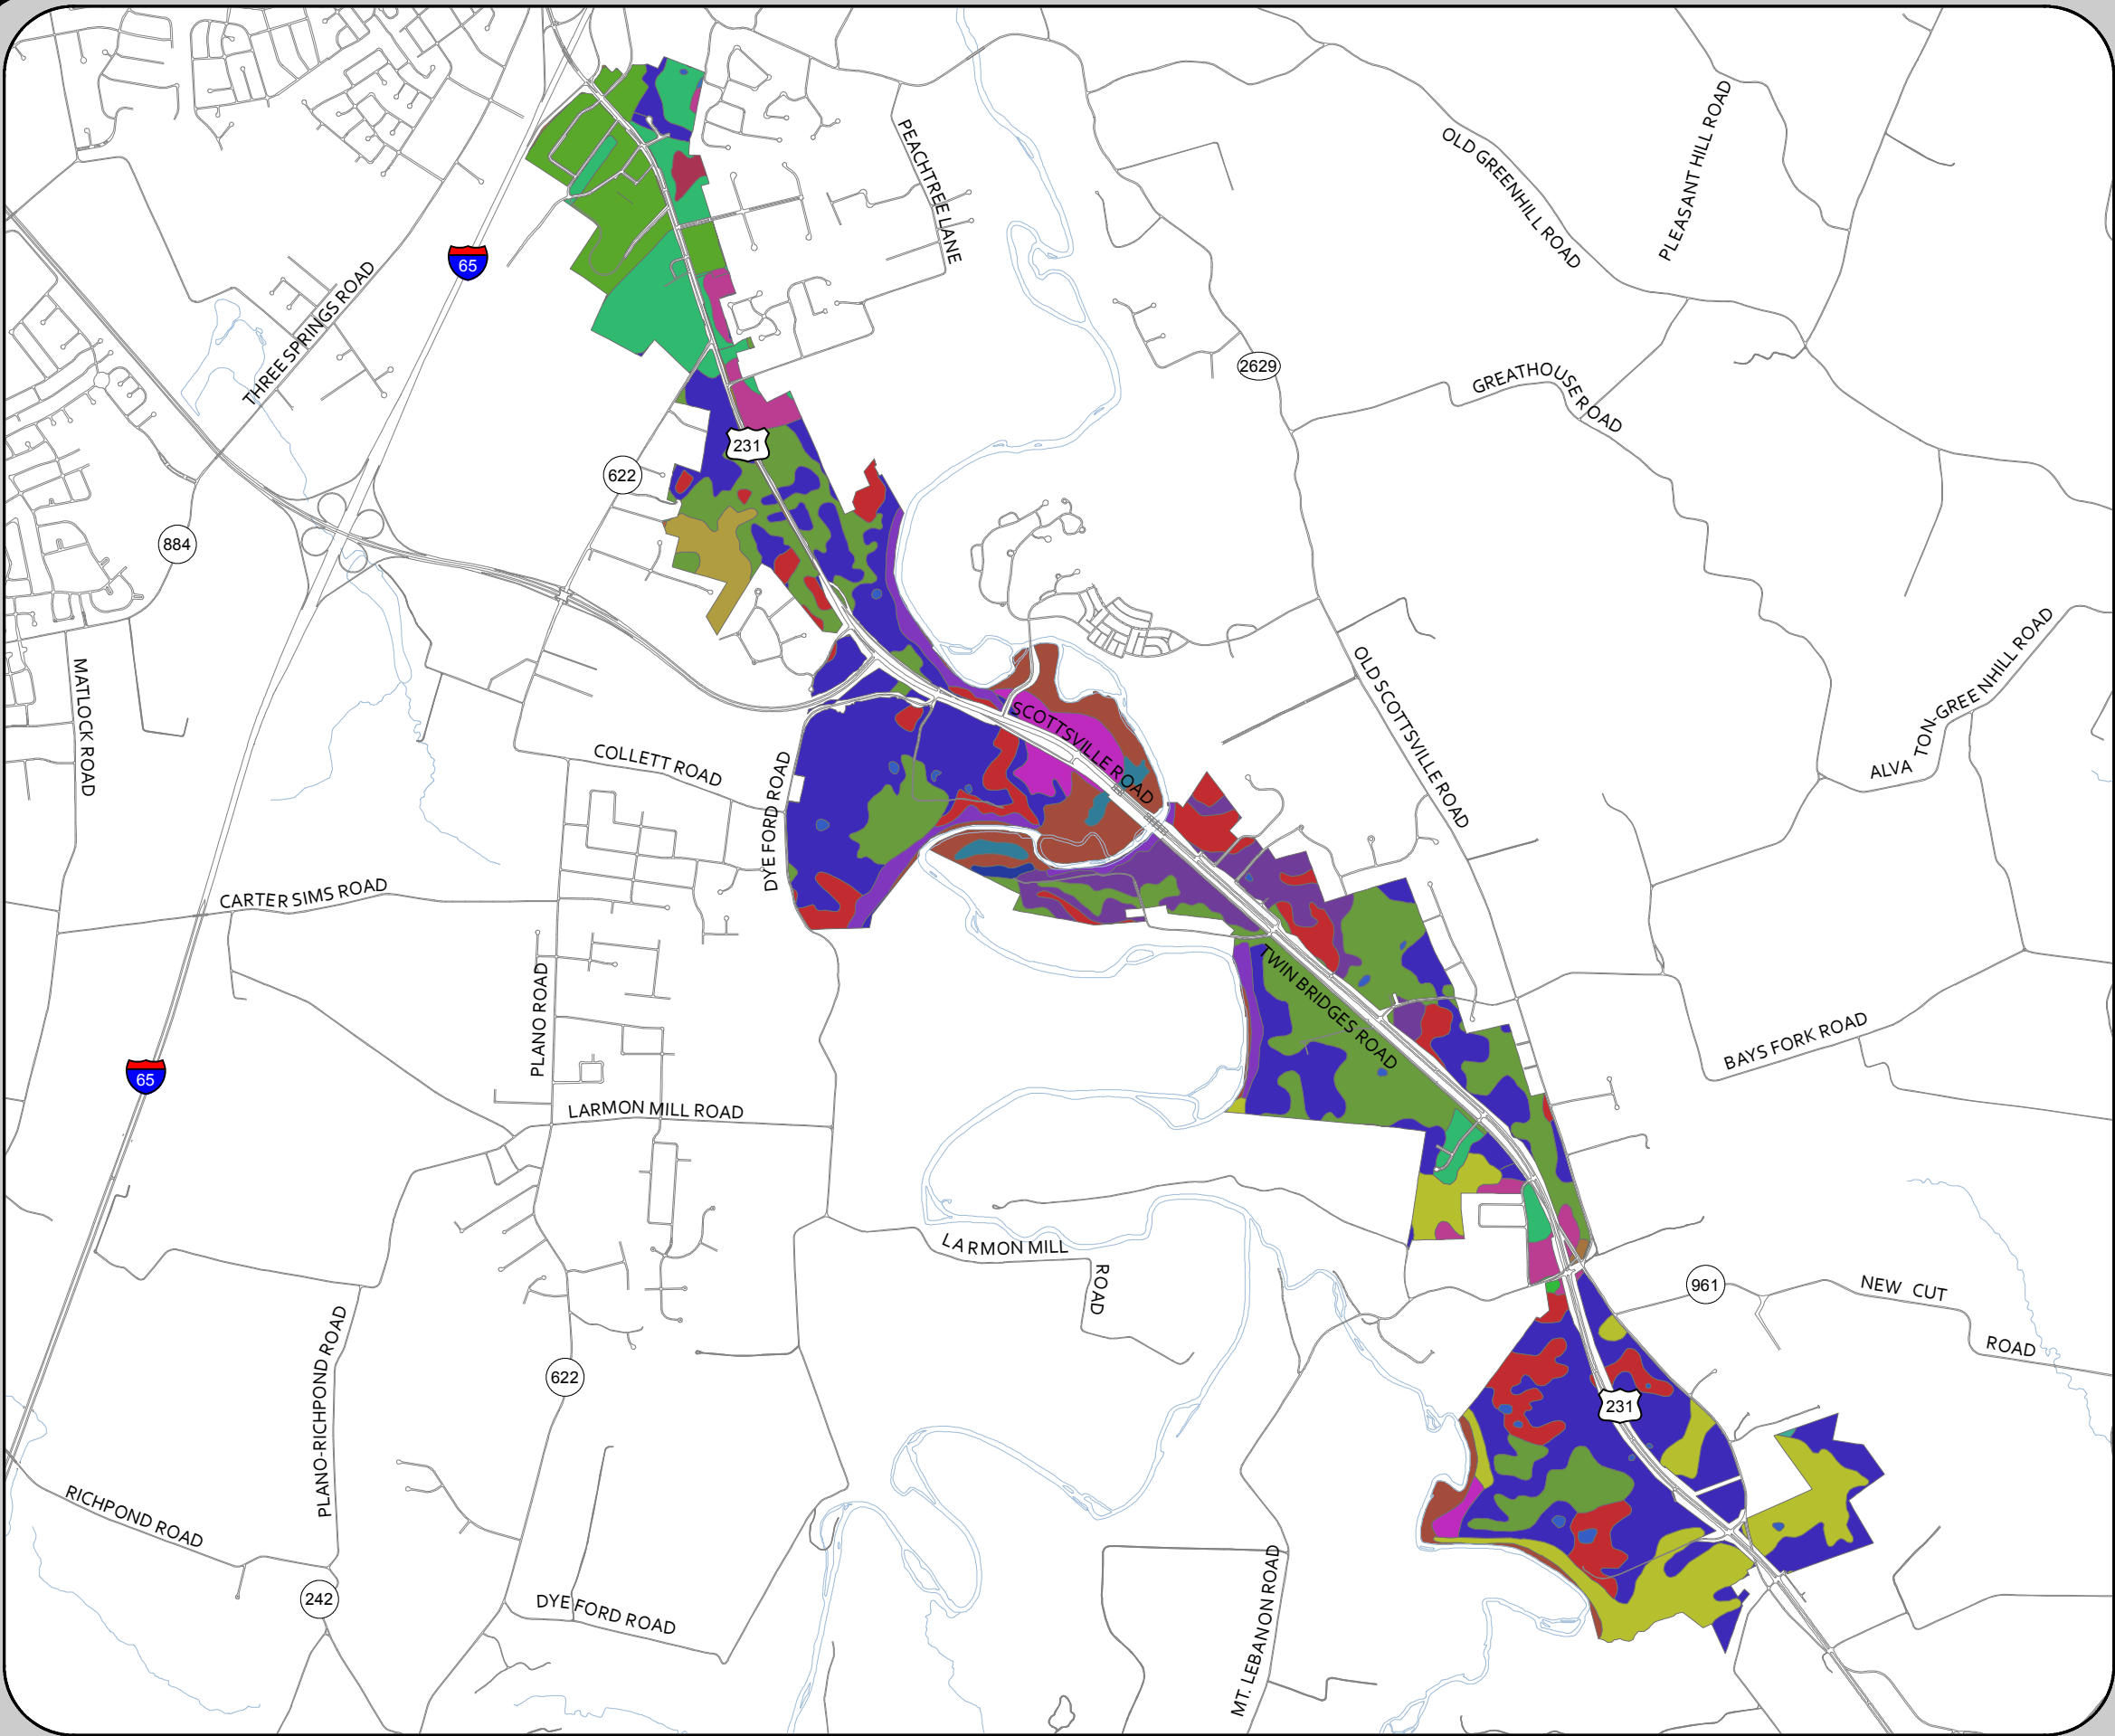 PEACHTREE LANE
OLD GREENHILL ROAD
PLEASANT HILL ROAD
65
THREE SPRINGS ROAD
2629
GREATHOUSE ROAD
231
622
884
MATLOCK ROAD
OLD SCOTTSVILLE ROAD
ALVATON-GREENHILL ROAD
SCOTTSVILLE ROAD
COLLETT ROAD
DYE FORD ROAD
CARTER SIMS ROAD
TWIN BRIDGES ROAD
PLANO ROAD
BAYS FORK ROAD
65
LARMON MILL ROAD
LARMON MILL
ROAD
961
NEW CUT
ROAD
PLANO-RICHPOND ROAD
622
231
RICHPOND ROAD
242
DYE FORD ROAD
MT. LEBANON ROAD